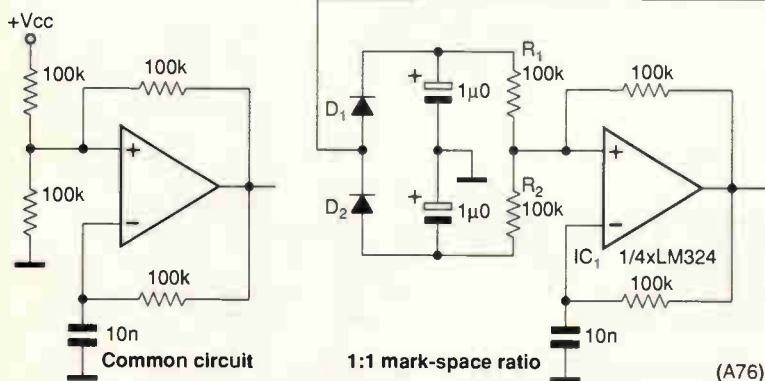 +Vcc
100k
100k
100k
+
−
100k
10n
Common circuit
D1
D2
+
1μ0
+
1μ0
R1
100k
R2
100k
100k
+
−
IC1 1/4xLM324
100k
10n
1:1 mark-space ratio
(A76)